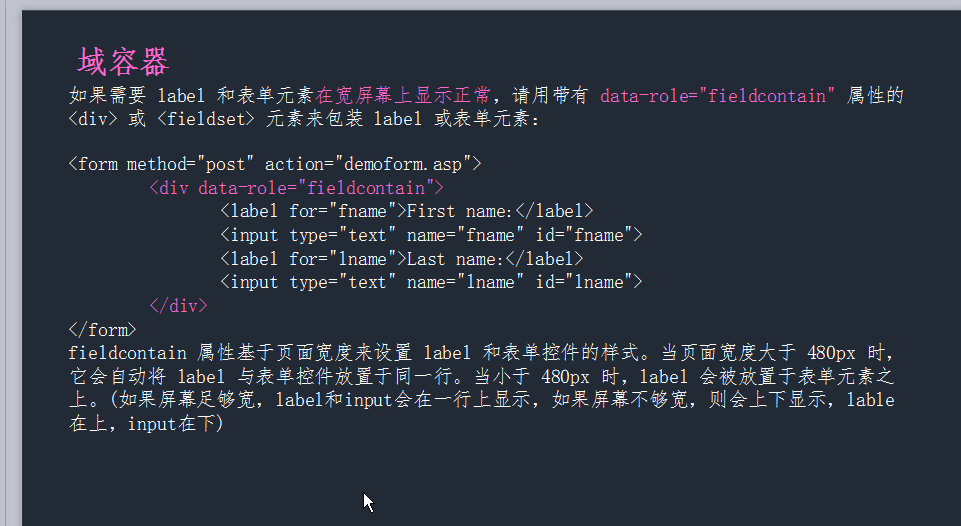 域容器
如果需要 label 和表单元素在宽屏幕上显示正常，请用带有 data-role="fieldcontain" 属性的
<div> 或 <fieldset> 元素来包装 label 或表单元素：
<form method="post" action="demoform.asp">
<div data-role="fieldcontain">
<label for="fname">First name:</label>
<input type="text" name="fname" id="fname">
<label for="lname">Last name:</label>
<input type="text" name="lname" id="lname">
</div>
</form>
fieldcontain 属性基于页面宽度来设置 label 和表单控件的样式。当页面宽度大于 480px 时，
它会自动将 label 与表单控件放置于同一行。当小于 480px 时，label 会被放置于表单元素之
上。(如果屏幕足够宽，label和input会在一行上显示，如果屏幕不够宽，则会上下显示，lable
在上，input在下)